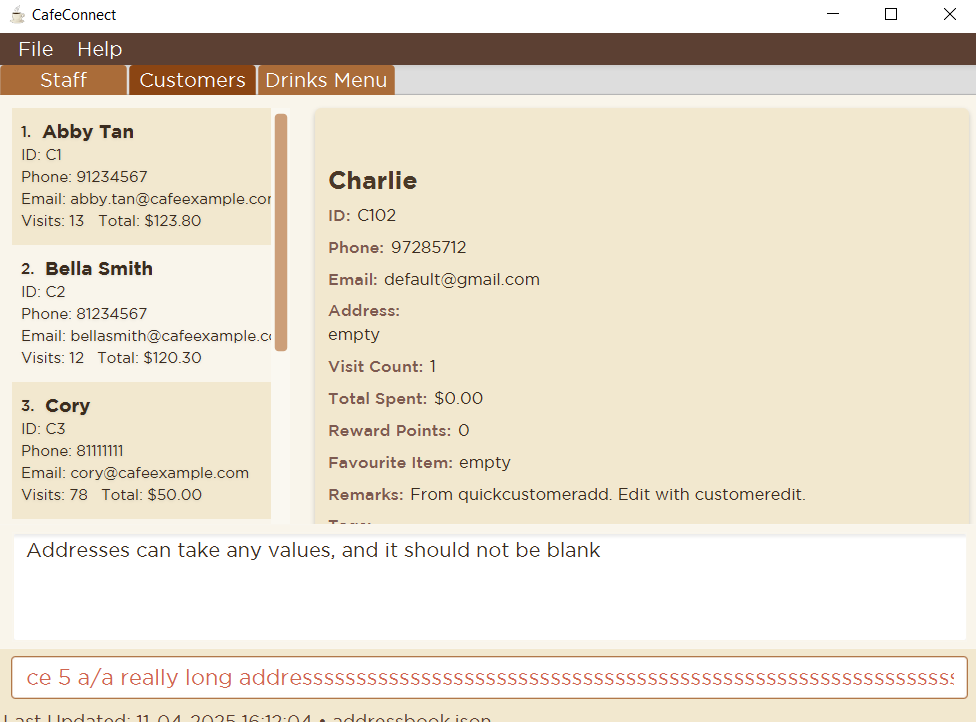 CafeConnect
File Help
Staff Customers Drinks Menu
1. Abby Tan
ID: C1
Phone: 91234567
Email: abby.tan@cafeexample.cor
Visits: 13 Total: $123.80
2. Bella Smith
ID: C2
Phone: 81234567
Email: bellasmith@cafeexample.c
Visits: 12 Total: $120.30
3. Cory
ID: C3
Phone: 81111111
Email: cory@cafeexample.com
Visits: 78 Total: $50.00
Charlie
ID: C102
Phone: 97285712
Email: default@gmail.com
Address:
empty
Visit Count: 1
Total Spent: $0.00
Reward Points: 0
Favourite Item: empty
Remarks: From quickcustomeradd. Edit with customeredit.
Tags:
Addresses can take any values, and it should not be blank
ce 5 a/a really long addresssssssssssssssssssssssssssssssssssssssssssssssssssssssssssss
Last Updated: 11-04-2025 16:12:04 • addressbook.json